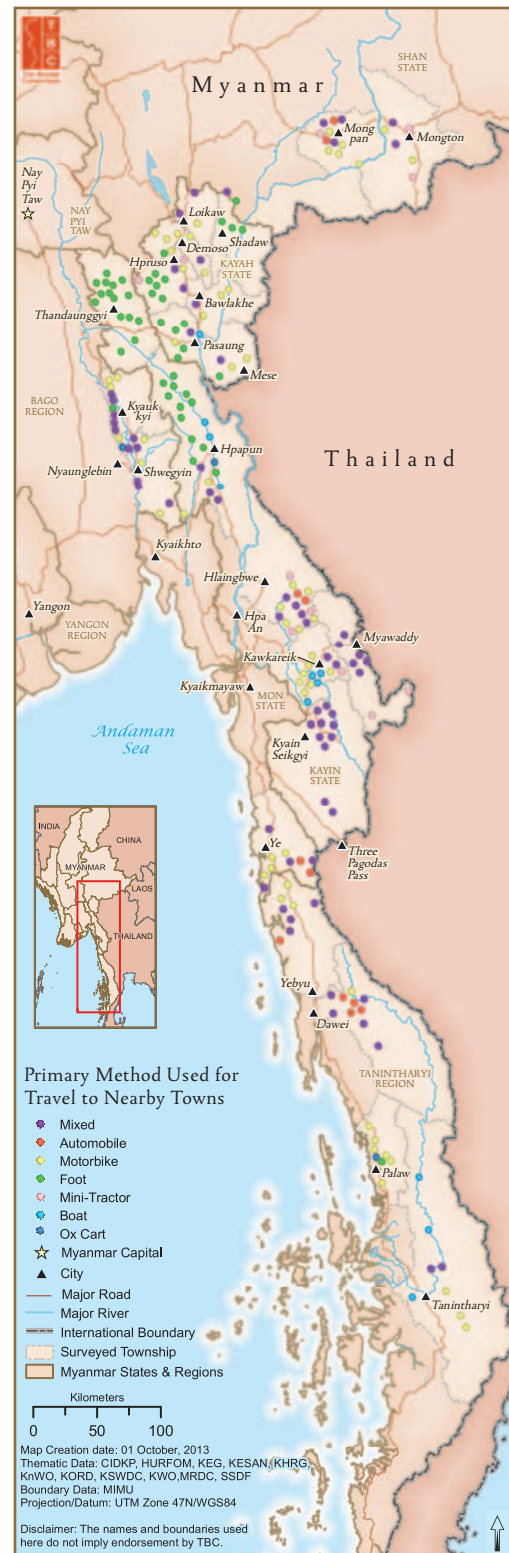 TBC
Myanmar
SHAN
STATE
Mong
pan
Mongton
Nay
Pyi
Taw
NAY
PYI
TAW
Loikaw
Shadaw
Demoso
Hpruso
KAYAH
STATE
Bawlakhe
Thandaunggyi
Pasaung
Mese
BAGO
REGION
Kyauk
kyi
Thailand
Hpapun
Nyaunglebin
Shwegyin
Kyaikhto
Hlaingbwe
Yangon
YANGON
REGION
Hpa
An
Myawaddy
Kawkareik
Kyaikmayaw
MON
STATE
Andaman
Sea
Kyain
Seikgyi
KAYIN
STATE
Ye
Three
Pagodas
Pass
INDIA
CHINA
MYANMAR
LAOS
THAILAND
Yebyu
Dawei
TANINTHARYI
REGION
Palaw
Tanintharyi
Primary Method Used for
Travel to Nearby Towns
Mixed
Automobile
Motorbike
Foot
Mini-Tractor
Boat
Ox Cart
Myanmar Capital
City
Major Road
Major River
International Boundary
Surveyed Township
Myanmar States & Regions
Kilometers
0 50 100
Map Creation date: 01 October, 2013
Thematic Data: CIDKP, HURFOM, KEG, KESAN, KHRG,
KnWO, KORD, KSWDC, KWO,MRDC, SSDF
Boundary Data: MIMU
Projection/Datum: UTM Zone 47N/WGS84
Disclaimer: The names and boundaries used
here do not imply endorsement by TBC.